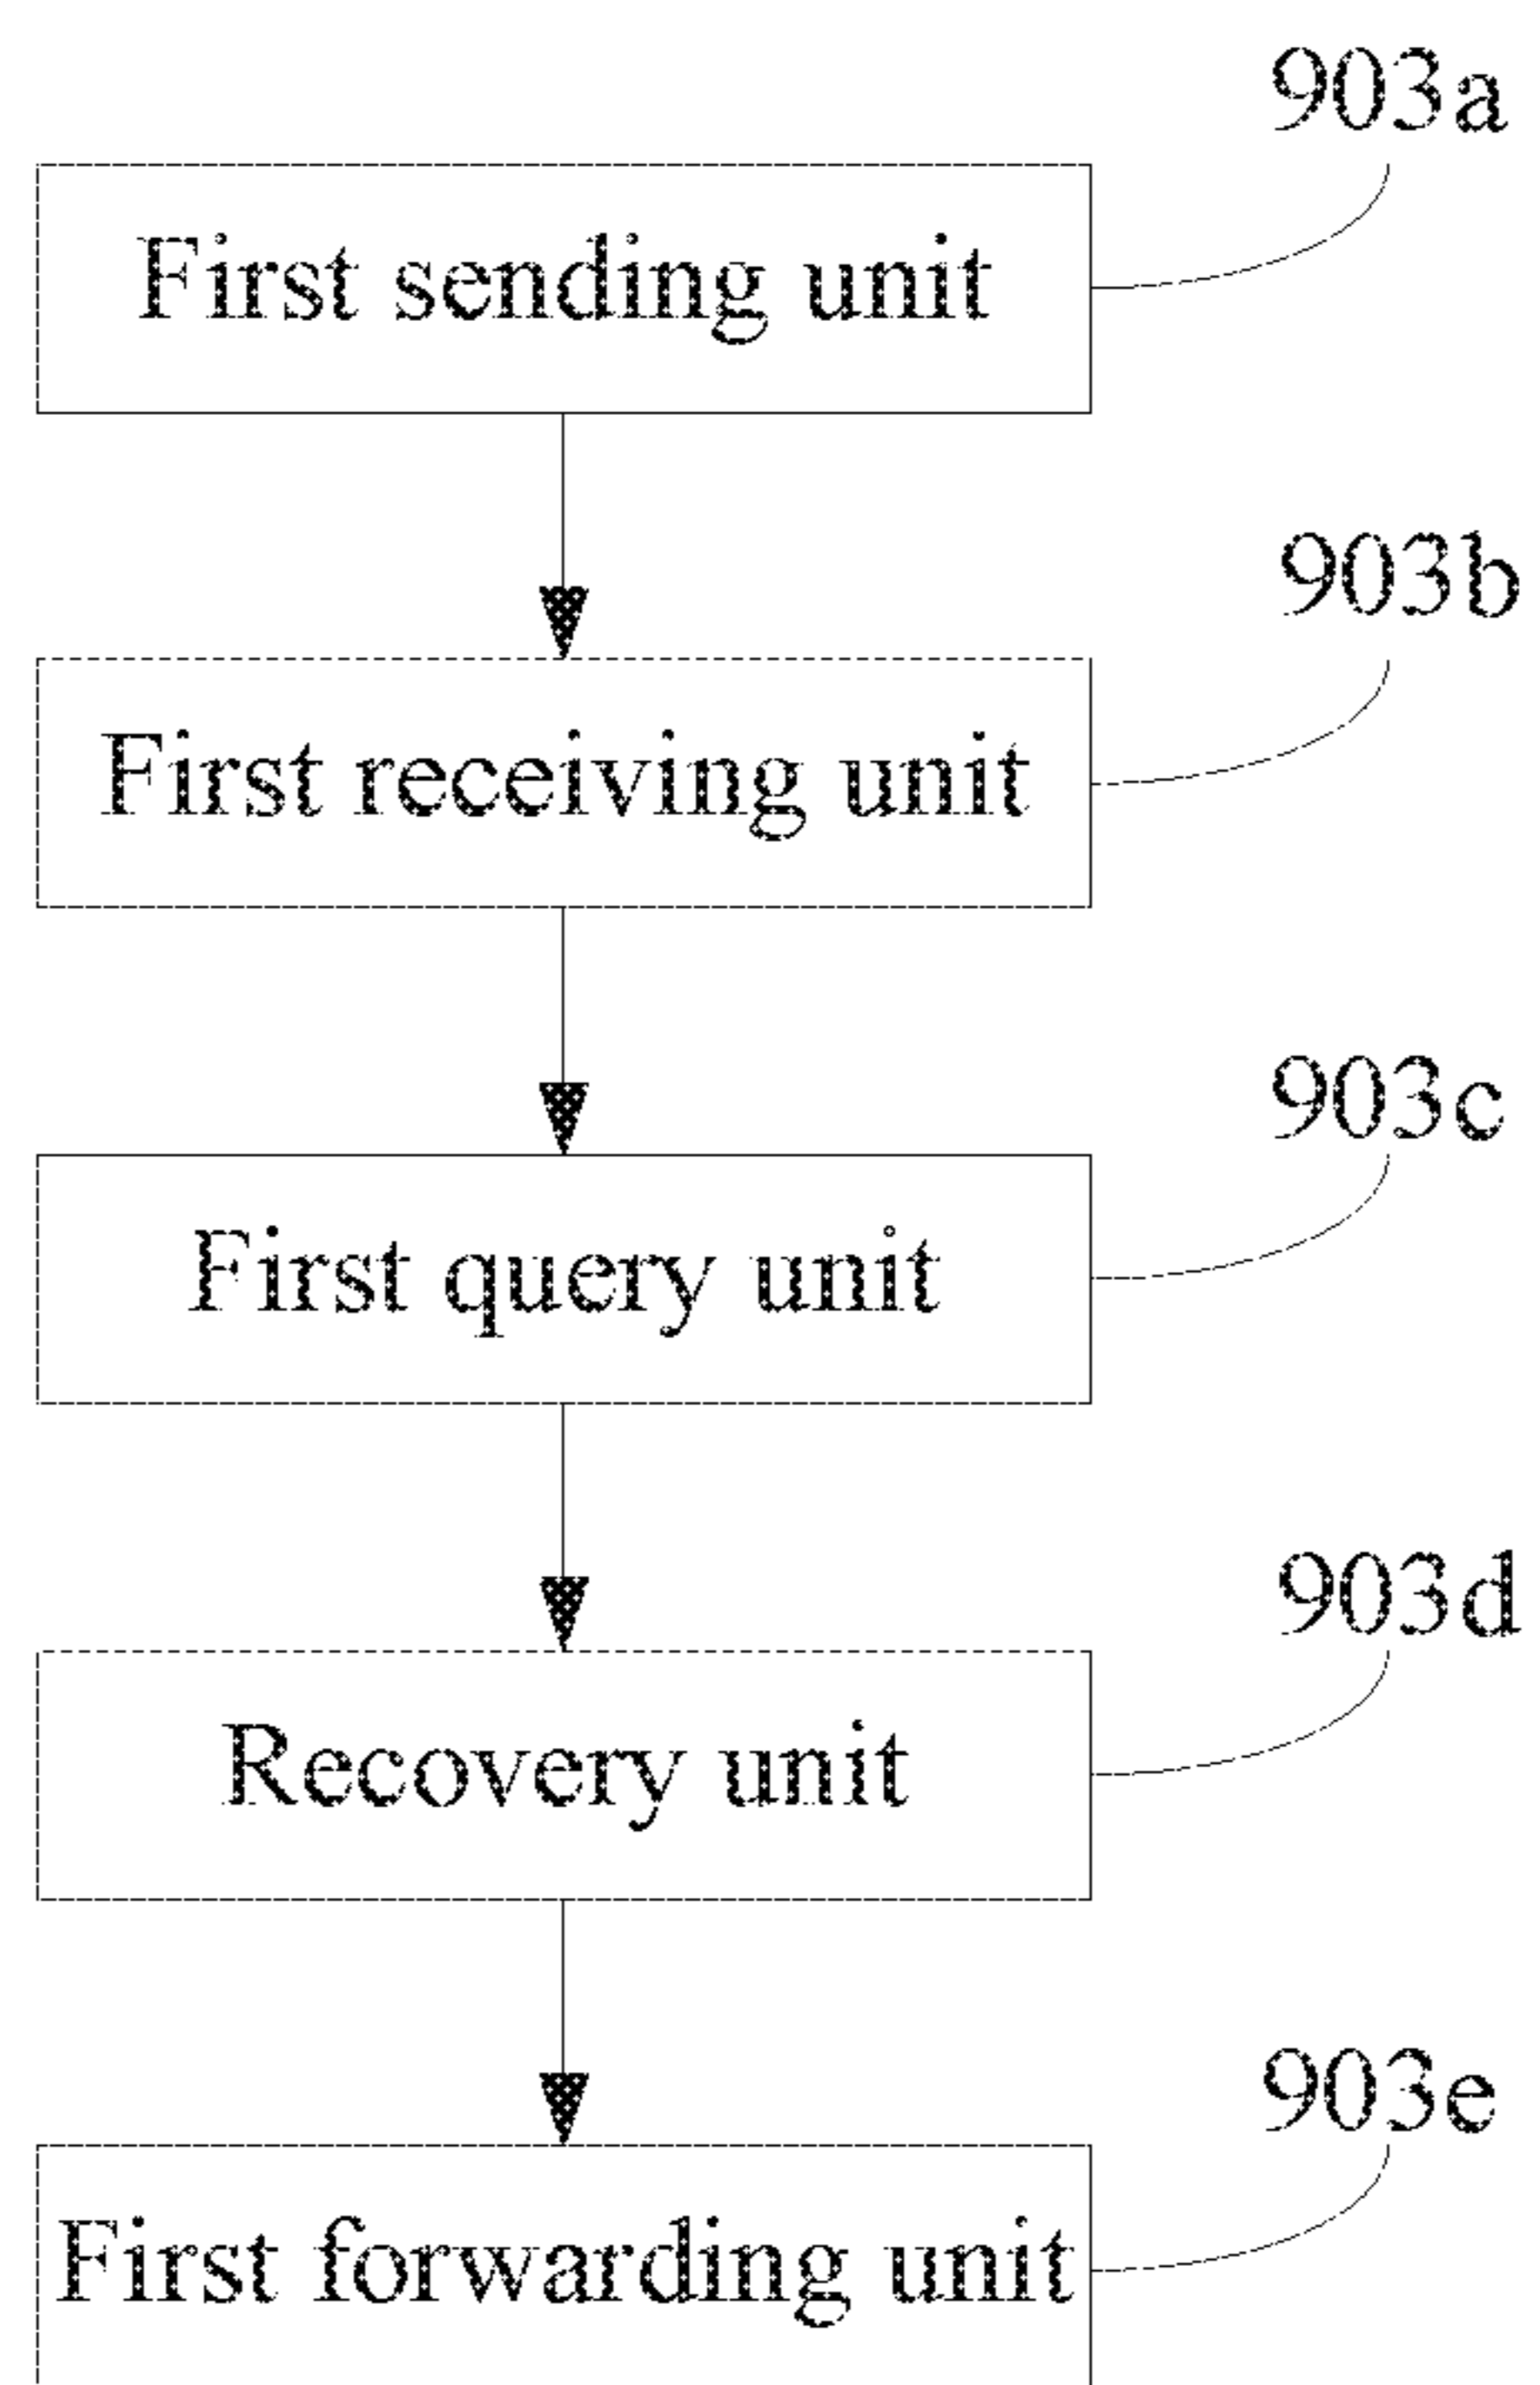 903a
First sending unit
903b
First receiving unit
903c
First query unit
903d
Recovery unit
903e
First forwarding unit